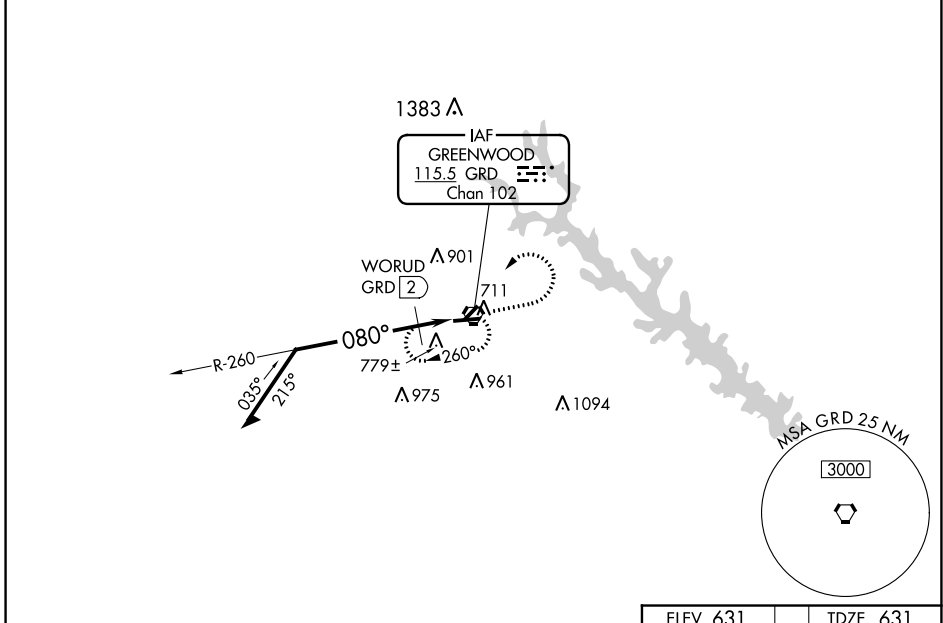 1383
IAF
GREENWOOD
115.5 GRD
Chan 102
901
WORUD
GRD 2
711
080°
R-260
779±
260°
035°
215°
975
961
1094
MSA GRD 25 NM
3000
ELEV 631 TDZE 631